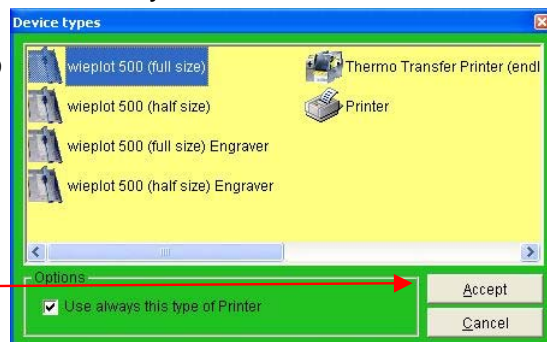 Device types
wieplot 500 (full size)
wieplot 500 (half size)
wieplot 500 (full size) Engraver
wieplot 500 (half size) Engraver
Thermo Transfer Printer (endl
Printer
Options
Use always this type of Printer
Accept
Cancel